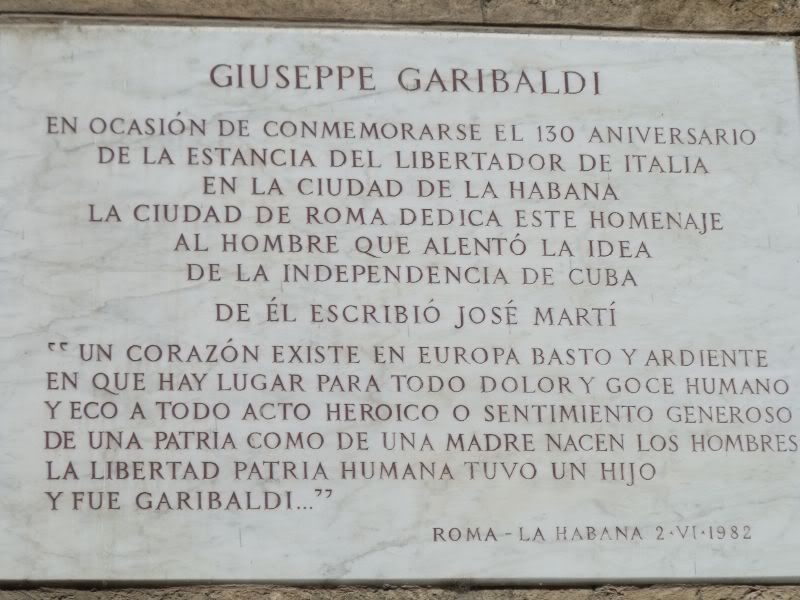 GIUSEPPE GARIBALDI
EN OCASIÓN DE CONMEMORARSE EL 130 ANIVERSARIO
DE LA ESTANCIA DEL LIBERTADOR DE ITALIA
EN LA CIUDAD DE LA HABANA
LA CIUDAD DE ROMA DEDICA ESTE HOMENAJE
AL HOMBRE QUE ALENTÓ LA IDEA
DE LA INDEPENDENCIA DE CUBA
DE ÉL ESCRIBIÓ JOSÉ MARTÍ
“UN CORAZÓN EXISTE EN EUROPA BASTO Y ARDIENTE
EN QUE HAY LUGAR PARA TODO DOLOR Y GOCE HUMANO
Y ECO A TODO ACTO HEROICO O SENTIMIENTO GENEROSO
DE UNA PATRIA COMO DE UNA MADRE NACEN LOS HOMBRES
LA LIBERTAD PATRIA HUMANA TUVO UN HIJO
Y FUE GARIBALDI...”
ROMA - LA HABANA 2·VI·1982